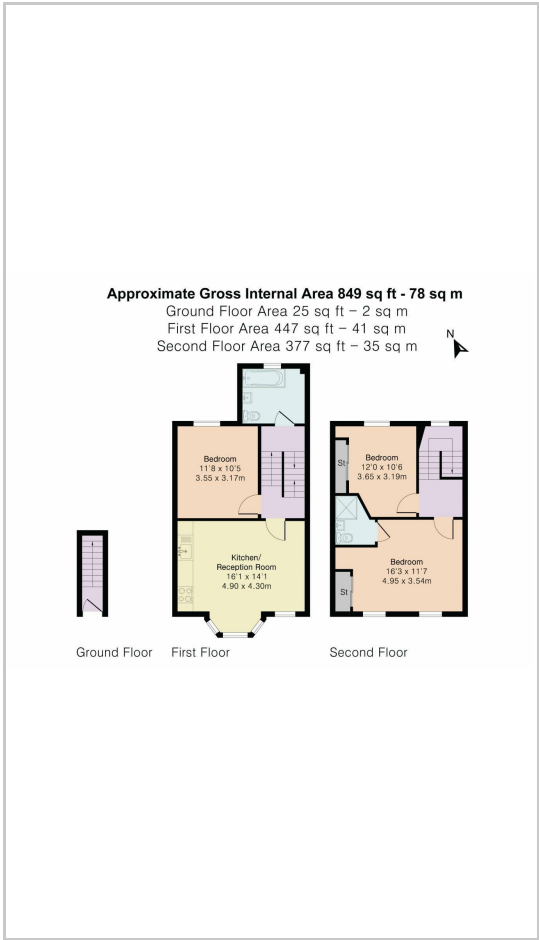 Approximate Gross Internal Area 849 sq ft - 78 sq m
Ground Floor Area 25 sq ft – 2 sq m
First Floor Area 447 sq ft – 41 sq m
Second Floor Area 377 sq ft – 35 sq m
N
Bedroom
11'8 x 10'5
3.55 x 3.17m
Kitchen/
Reception Room
16'1 x 14'1
4.90 x 4.30m
St
Bedroom
12'0 x 10'6
3.65 x 3.19m
Bedroom
16'3 x 11'7
4.95 x 3.54m
St
Ground Floor
First Floor
Second Floor